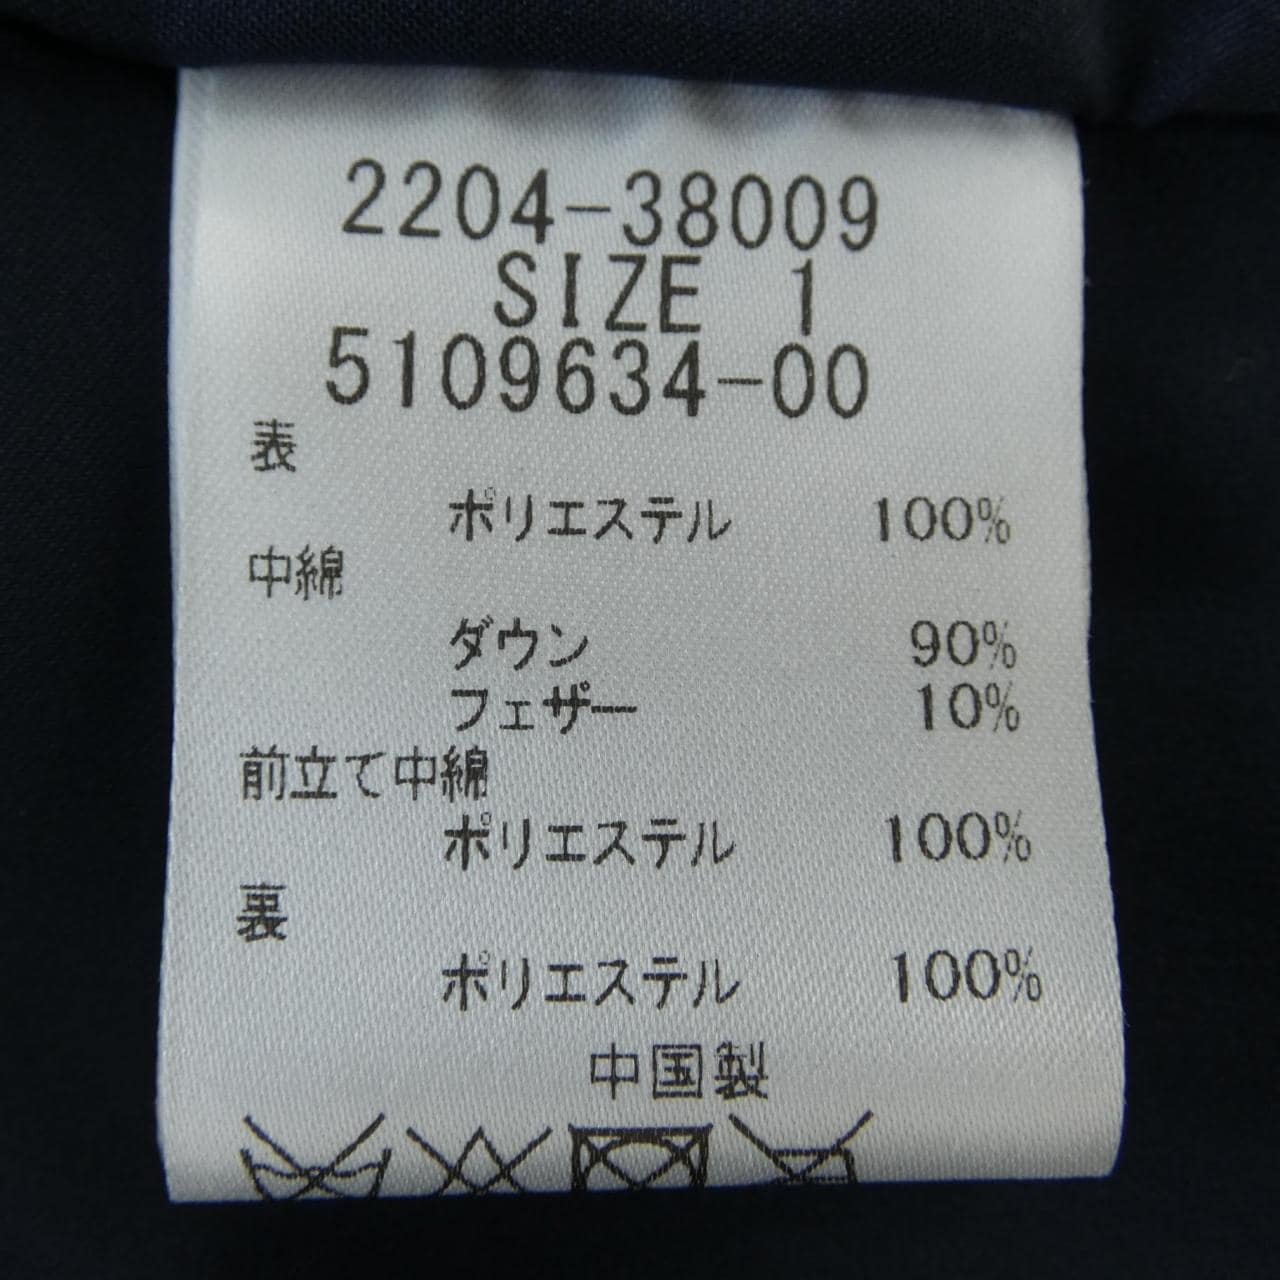 2204-38009
SIZE 1
5109634-00
表
ポリエステル 100%
中綿
ダウン 90%
フェザー 10%
前立て中綿
ポリエステル 100%
裏
ポリエステル 100%
中国製